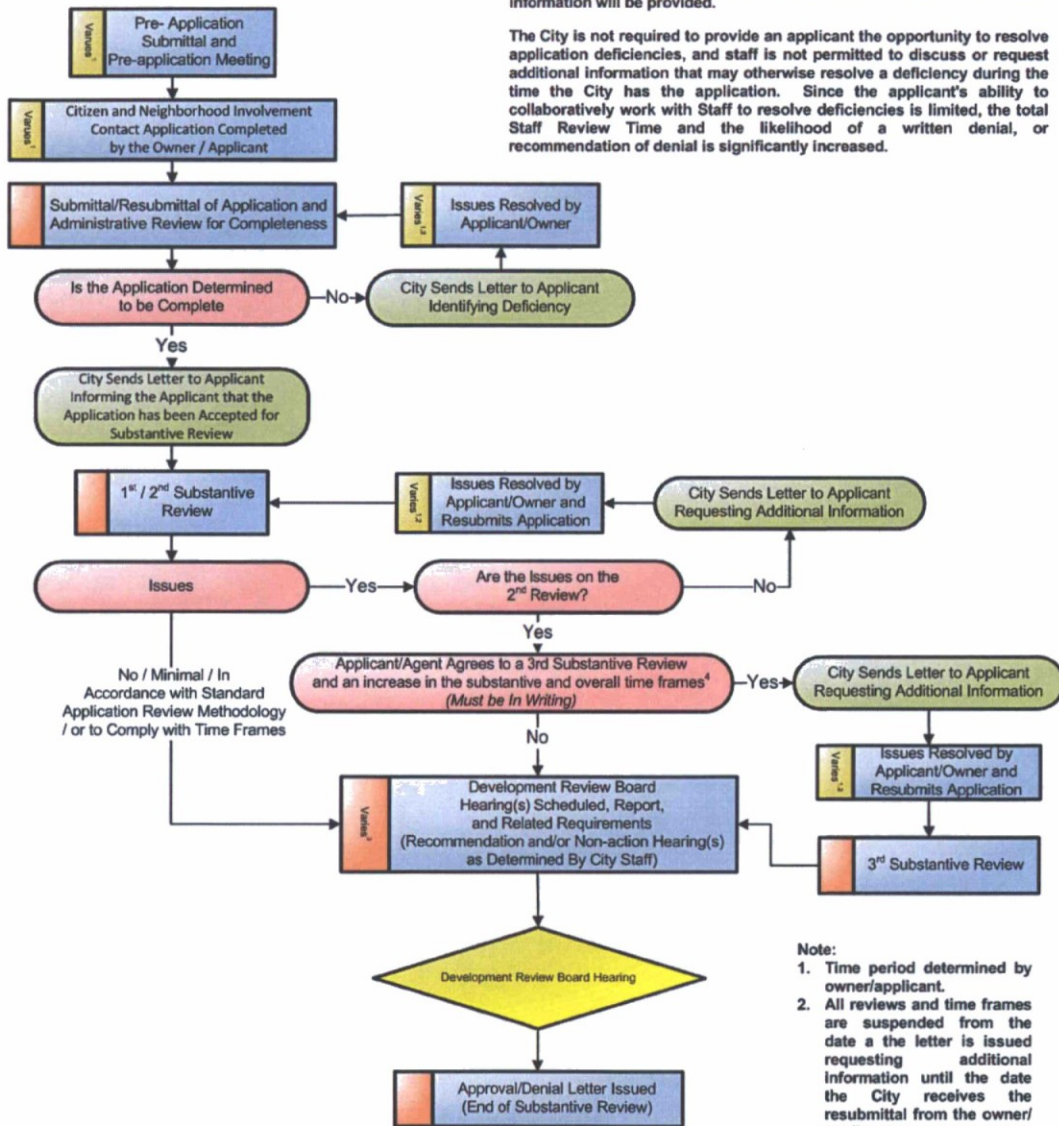 information will be provided.
The City is not required to provide an applicant the opportunity to resolve
application deficiencies, and staff is not permitted to discuss or request
additional information that may otherwise resolve a deficiency during the
time the City has the application. Since the applicant's ability to
collaboratively work with Staff to resolve deficiencies is limited, the total
Staff Review Time and the likelihood of a written denial, or
recommendation of denial is significantly increased.
Pre- Application
Submittal and
Pre-application Meeting
Citizen and Neighborhood Involvement
Contact Application Completed
by the Owner / Applicant
Submittal/Resubmittal of Application and
Administrative Review for Completeness
Varies
Issues Resolved by
Applicant/Owner
Is the Application Determined
to be Complete
No
City Sends Letter to Applicant
Identifying Deficiency
Yes
City Sends Letter to Applicant
Informing the Applicant that the
Application has been Accepted for
Substantive Review
1st / 2nd Substantive
Review
Varies1,2
Issues Resolved by
Applicant/Owner and
Resubmits Application
City Sends Letter to Applicant
Requesting Additional Information
Issues
Yes
Are the Issues on the
2nd Review?
No
Yes
No / Minimal / In
Accordance with Standard
Application Review Methodology
/ or to Comply with Time Frames
Applicant/Agent Agrees to a 3rd Substantive Review
and an increase in the substantive and overall time frames4
(Must be In Writing)
Yes
City Sends Letter to Applicant
Requesting Additional Information
No
Varies
Issues Resolved by
Applicant/Owner and
Resubmits Application
Varies
Development Review Board
Hearing(s) Scheduled, Report,
and Related Requirements
(Recommendation and/or Non-action Hearing(s)
as Determined By City Staff)
3rd Substantive Review
Development Review Board Hearing
Approval/Denial Letter Issued
(End of Substantive Review)
Note:
1. Time period determined by
owner/applicant.
2. All reviews and time frames
are suspended from the
date a the letter is issued
requesting additional
information until the date
the City receives the
resubmittal from the owner/